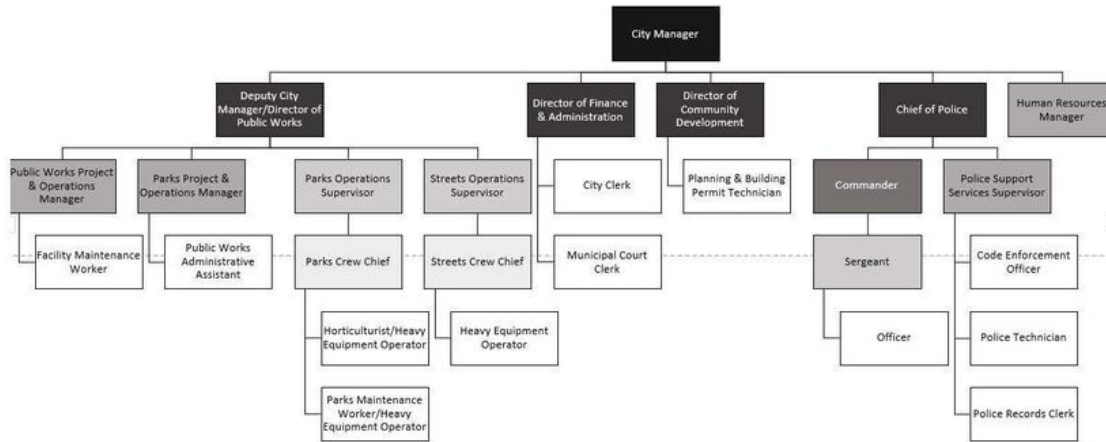 City Manager
Deputy City
Manager/Director of
Public Works
Director of Finance
& Administration
Director of
Community
Development
Chief of Police
Human Resources
Manager
Public Works Project
& Operations
Manager
Parks Project &
Operations Manager
Parks Operations
Supervisor
Streets Operations
Supervisor
City Clerk
Planning & Building
Permit Technician
Commander
Police Support
Services Supervisor
Facility Maintenance
Worker
Public Works
Administrative
Assistant
Parks Crew Chief
Streets Crew Chief
Municipal Court
Clerk
Sergeant
Code Enforcement
Officer
Horticulturist/Heavy
Equipment Operator
Heavy Equipment
Operator
Officer
Police Technician
Parks Maintenance
Worker/Heavy
Equipment Operator
Police Records Clerk